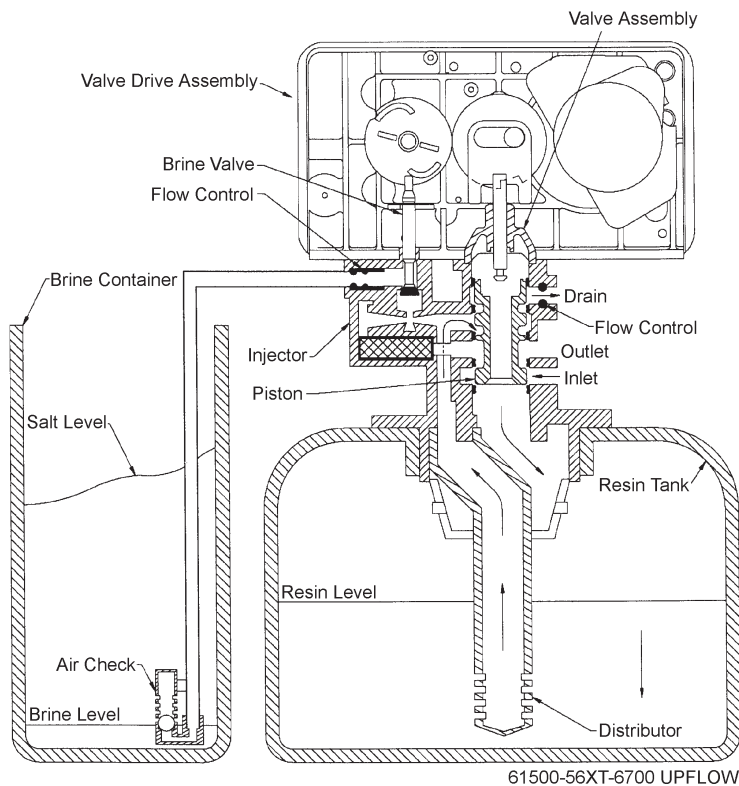 Valve Assembly
Valve Drive Assembly
Brine Valve
Flow Control
Brine Container
Drain
Flow Control
Injector
Outlet
Piston
Inlet
Salt Level
Resin Tank
Resin Level
Air Check
Brine Level
Distributor
61500-56XT-6700 UPFLOW